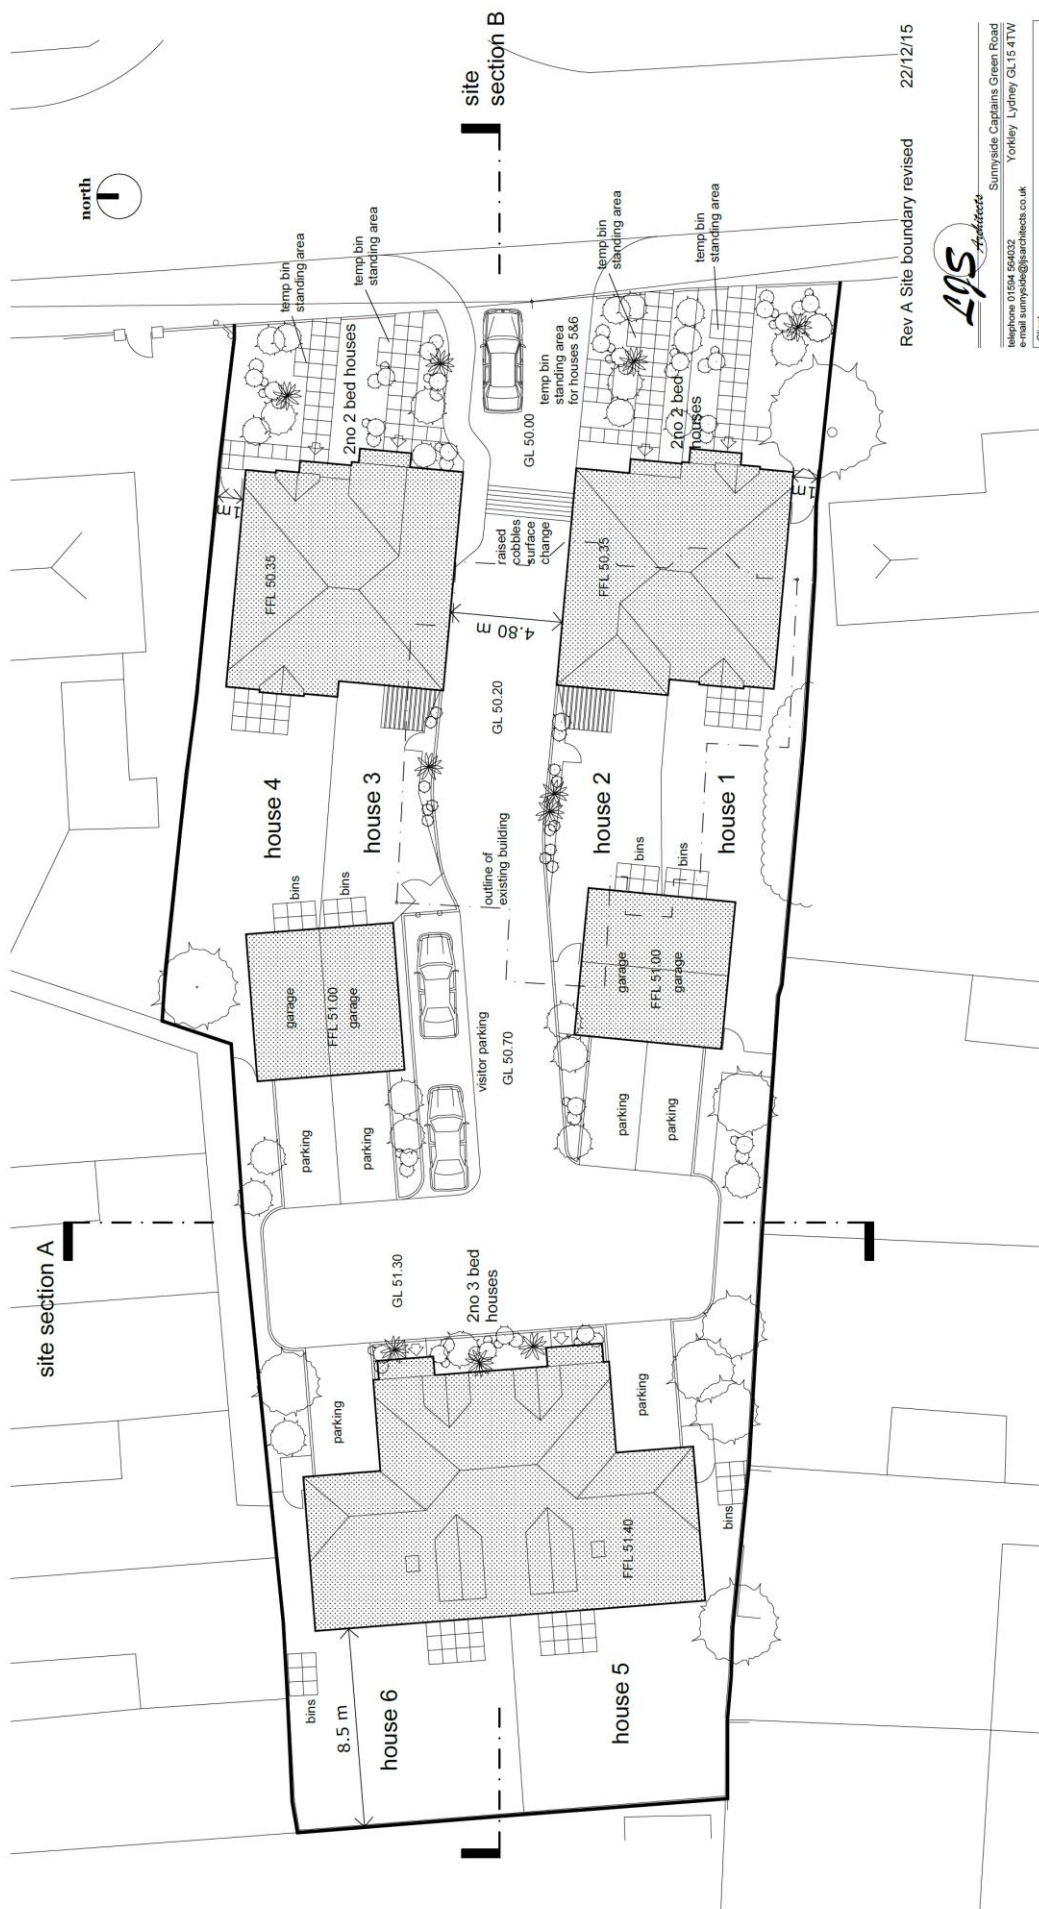 site section A
site
section B
north
temp bin
standing area
temp bin
standing area
2no 2 bed houses
temp bin
standing area
for houses 5&6
temp bin
standing area
temp bin
standing area
2no 2 bed
houses
GL 50.00
1m
1m
FFL 50.35
FFL 50.35
raised
cobbles
surface
change
4.80 m
GL 50.20
house 4
house 3
house 2
house 1
outline of
existing building
bins
bins
bins
bins
garage
FFL 51.00
garage
garage
FFL 51.00
garage
visitor parking
GL 50.70
parking
parking
parking
parking
GL 51.30
2no 3 bed
houses
parking
parking
FFL 51.40
bins
bins
8.5 m
house 6
house 5
Rev A Site boundary revised 22/12/15
LJS Architects
Sunnyside Captains Green Road
Yorkley Lydney GL15 4TW
telephone 01594 564032
e-mail sunnyside@ljsarchitects.co.uk